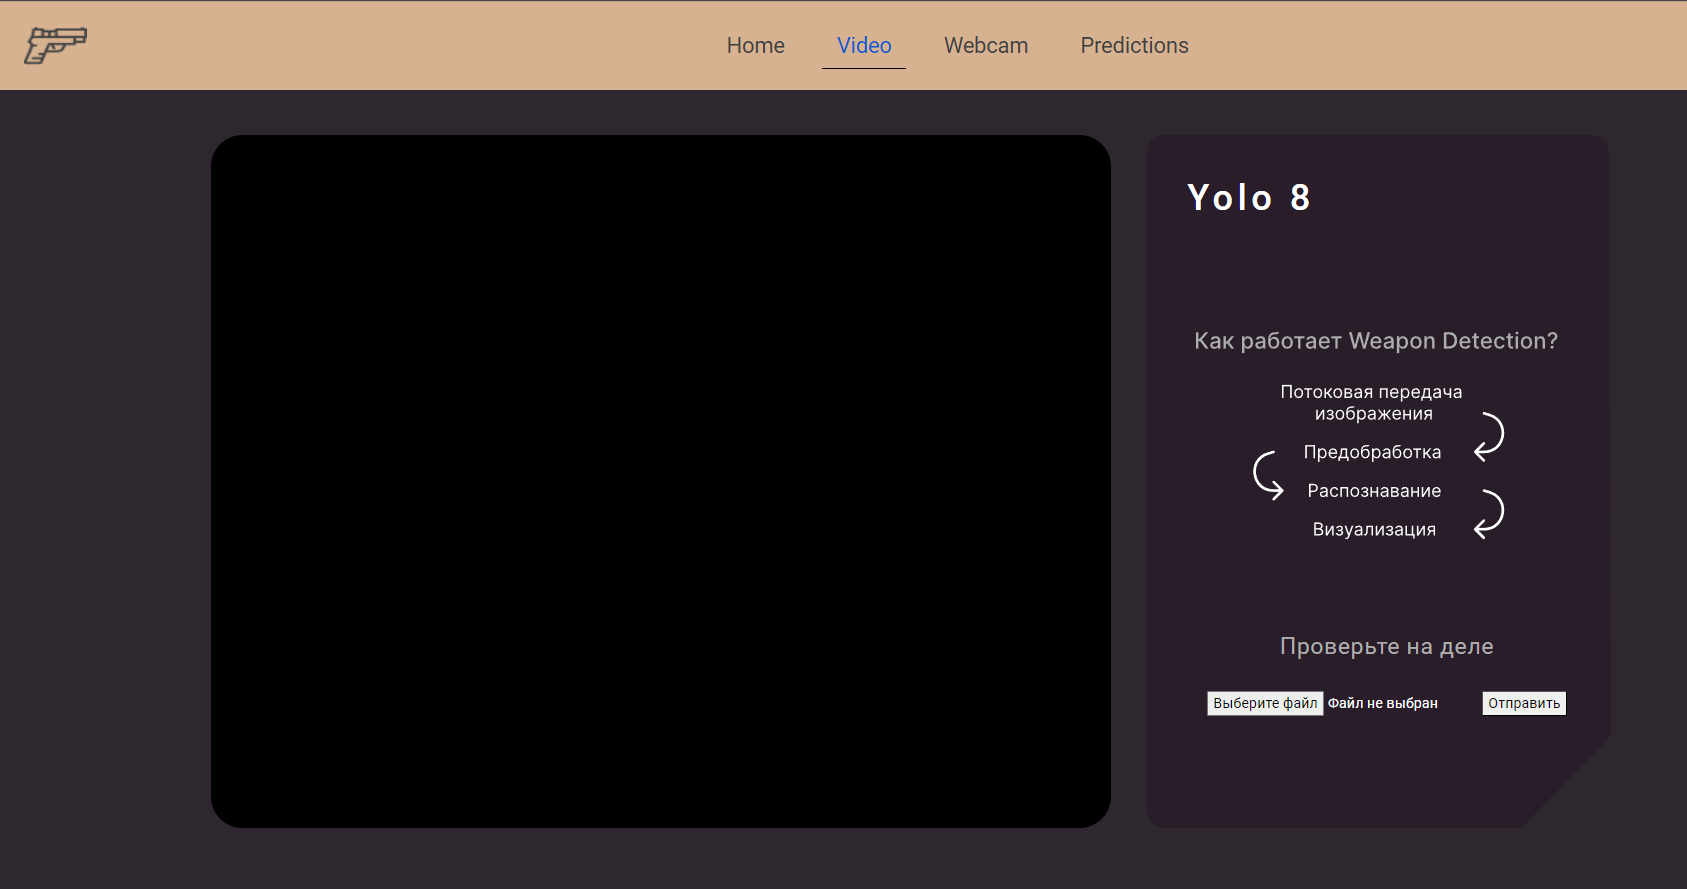 Home Video Webcam Predictions
Yolo 8
Как работает Weapon Detection?
Потоковая передача
изображения
Предобработка
Распознавание
Визуализация
Проверьте на деле
Выберите файл Файл не выбран Отправить